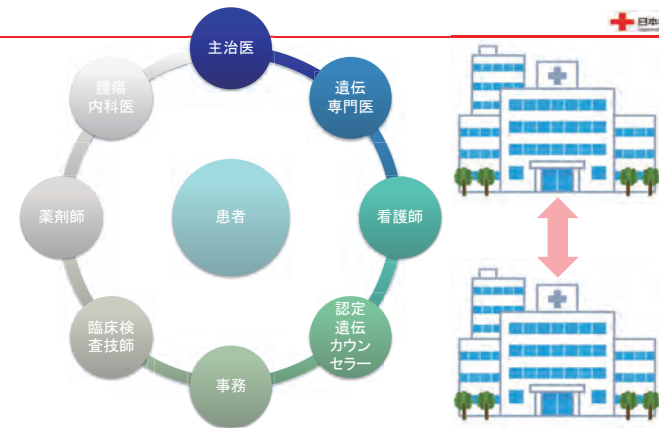 日本
主治医
遺伝
専門医
看護師
認定
遺伝
カウン
セラー
事務
臨床検
査技師
薬剤師
腫瘍
内科医
患者